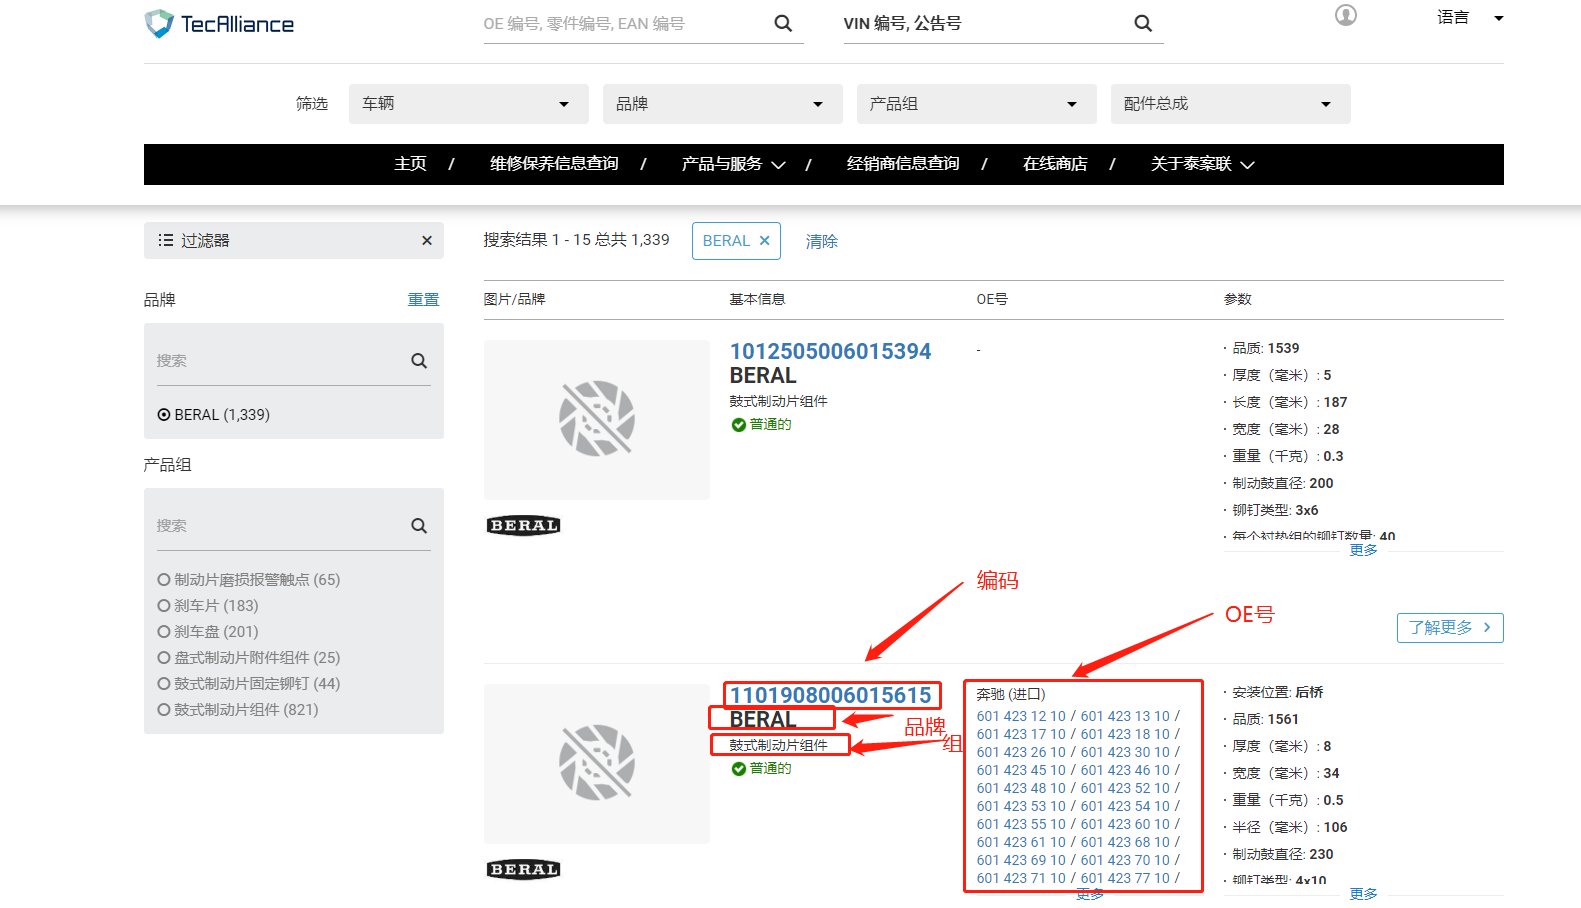 TecAlliance
OE 编号, 零件编号, EAN 编号
VIN 编号, 公告号
语言
筛选
车辆
品牌
产品组
配件总成
主页 / 维修保养信息查询 / 产品与服务 / 经销商信息查询 / 在线商店 / 关于泰案联
过滤器
搜索结果 1 - 15 总共 1,339
BERAL ×
清除
品牌
重置
搜索
BERAL (1,339)
产品组
搜索
制动片磨损报警触点 (65)
刹车片 (183)
刹车盘 (201)
盘式制动片附件组件 (25)
鼓式制动片固定铆钉 (44)
鼓式制动片组件 (821)
图片/品牌
基本信息
OE号
参数
BERAL
1012505006015394
BERAL
鼓式制动片组件
普通的
-
· 品质: 1539
· 厚度（毫米）: 5
· 长度（毫米）: 187
· 宽度（毫米）: 28
· 重量（千克）: 0.3
· 制动鼓直径: 200
· 铆钉类型: 3x6
· 每个衬垫组的铆钉数量: 40
更多
编码
OE号
了解更多
BERAL
1101908006015615
BERAL
品牌
鼓式制动片组件
组
普通的
奔驰 (进口)
601 423 12 10 / 601 423 13 10 /
601 423 17 10 / 601 423 18 10 /
601 423 26 10 / 601 423 30 10 /
601 423 45 10 / 601 423 46 10 /
601 423 48 10 / 601 423 52 10 /
601 423 53 10 / 601 423 54 10 /
601 423 55 10 / 601 423 60 10 /
601 423 61 10 / 601 423 68 10 /
601 423 69 10 / 601 423 70 10 /
601 423 71 10 / 601 423 77 10 /
更多
· 安装位置: 后桥
· 品质: 1561
· 厚度（毫米）: 8
· 宽度（毫米）: 34
· 重量（千克）: 0.5
· 半径（毫米）: 106
· 制动鼓直径: 230
· 铆钉类型: 4x10
更多